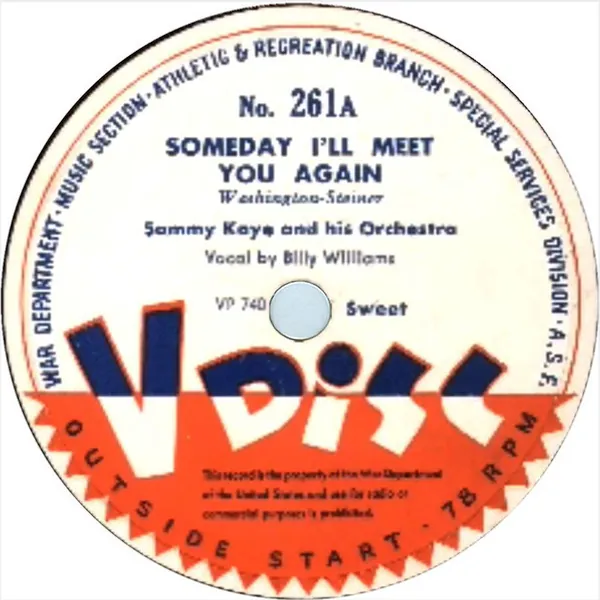 WAR DEPARTMENT · MUSIC SECTION · ATHLETIC & RECREATION BRANCH · SPECIAL SERVICES DIVISION · A.S.F.
No. 261A
SOMEDAY I'LL MEET
YOU AGAIN
Washington-Steiner
Sammy Kaye and his Orchestra
Vocal by Billy Williams
VP 740 Sweet
V DISC
This record is the property of the War Department
of the United States and use for radio or
commercial purposes is prohibited.
OUTSIDE START · 78 RPM